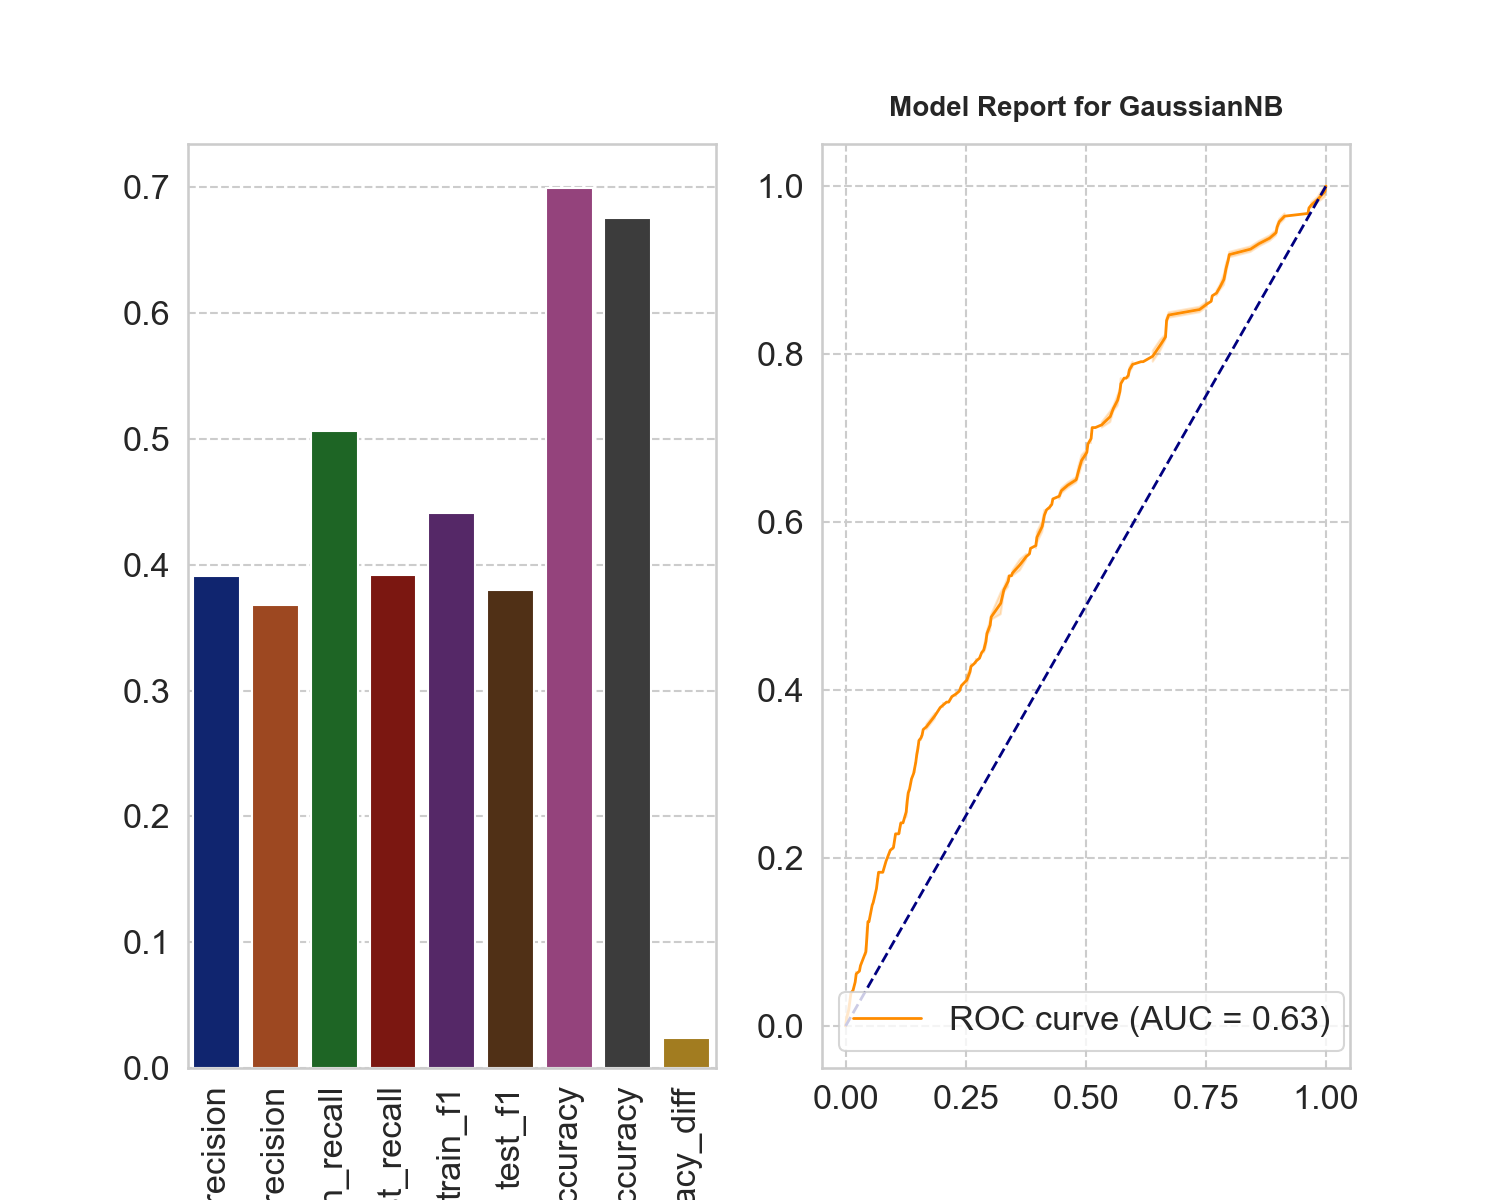 Model Report for GaussianNB
0.7
0.6
0.5
0.4
0.3
0.2
0.1
0.0
recision
recision
n_recall
t_recall
train_f1
test_f1
ccuracy
ccuracy
acy_diff
1.0
0.8
0.6
0.4
0.2
0.0
0.00 0.25 0.50 0.75 1.00
ROC curve (AUC = 0.63)